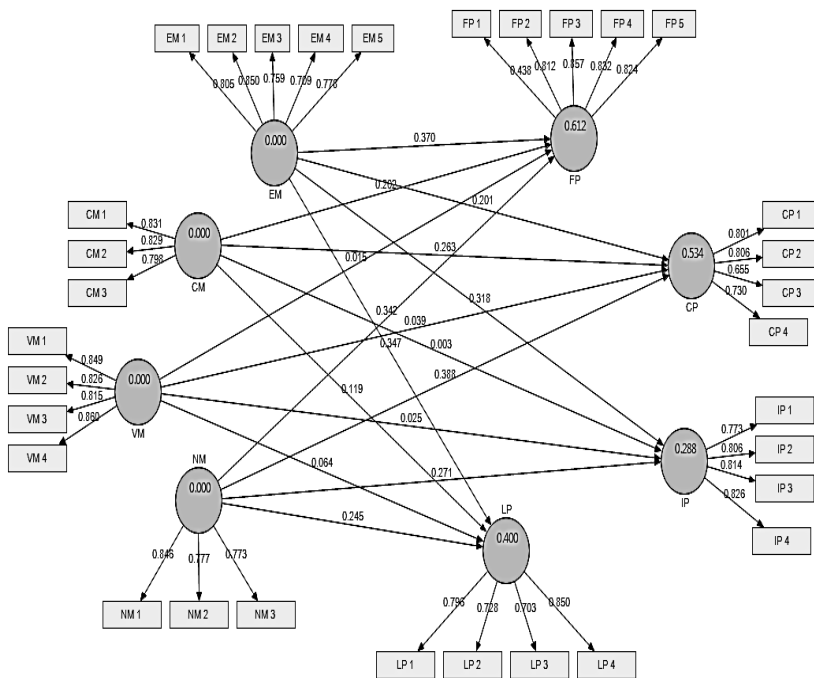 EM 1
EM 2
EM 3
EM 4
EM 5
0.805
0.850
0.759
0.709
0.778
0.000
EM
FP 1
FP 2
FP 3
FP 4
FP 5
0.438
0.812
0.857
0.832
0.824
0.612
FP
0.370
0.202
0.201
CM 1
CM 2
CM 3
0.831
0.829
0.798
0.000
CM
0.263
0.015
0.342
0.318
0.039
0.347
0.003
CP 1
CP 2
CP 3
CP 4
0.801
0.806
0.655
0.730
0.534
CP
VM 1
VM 2
VM 3
VM 4
0.849
0.826
0.815
0.860
0.000
VM
0.119
0.388
0.025
0.064
0.271
0.245
IP 1
IP 2
IP 3
IP 4
0.773
0.806
0.814
0.826
0.288
IP
NM
0.000
0.846
0.777
0.773
NM 1
NM 2
NM 3
LP
0.400
0.796
0.728
0.703
0.850
LP 1
LP 2
LP 3
LP 4